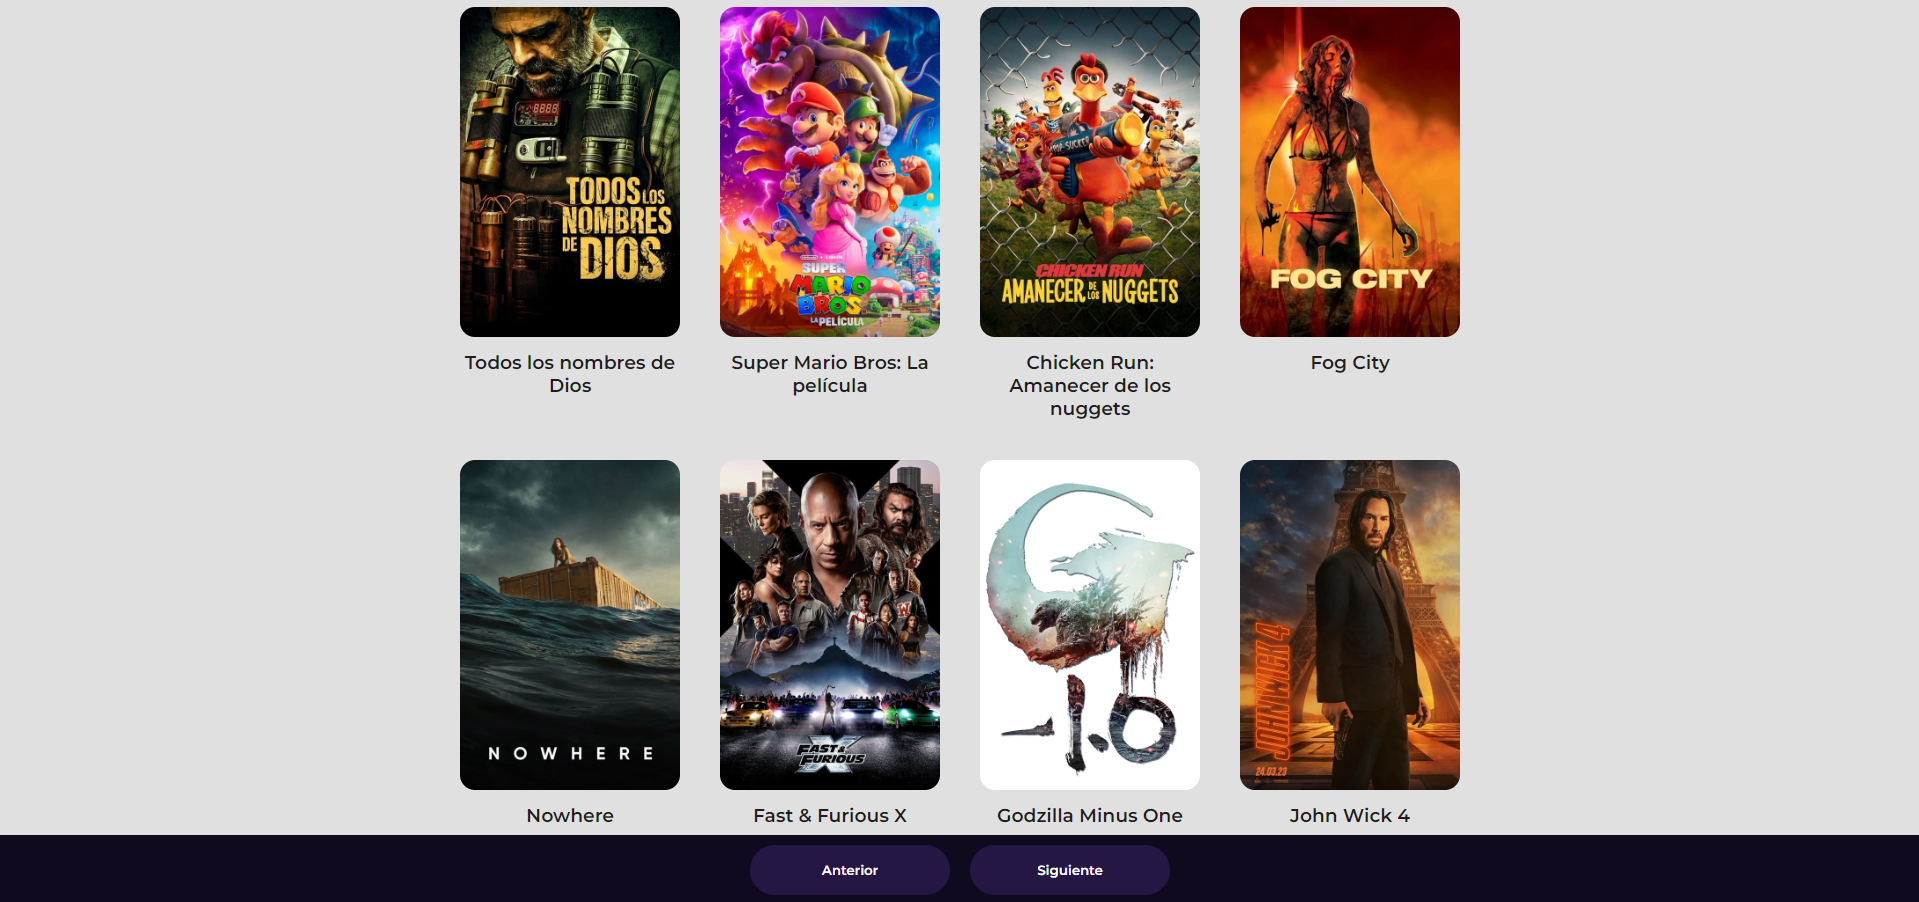 8888
TODOS LOS
NOMBRES
DE DIOS
SUPER
MARIO
BROS.
LA PELÍCULA
POP-SUCKER
CHICKEN RUN
AMANECER DE LOS NUGGETS
FOG CITY
Todos los nombres de
Dios
Super Mario Bros: La
película
Chicken Run:
Amanecer de los
nuggets
Fog City
NOWHERE
W
FAST &
FURIOUS
X
-1.0
JOHN WICK 4
24.03.23
Nowhere
Fast & Furious X
Godzilla Minus One
John Wick 4
Anterior
Siguiente